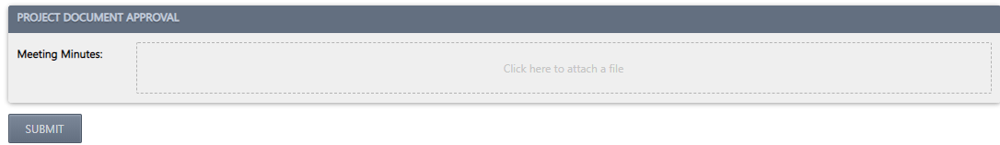 PROJECT DOCUMENT APPROVAL
Meeting Minutes:
Click here to attach a file
SUBMIT